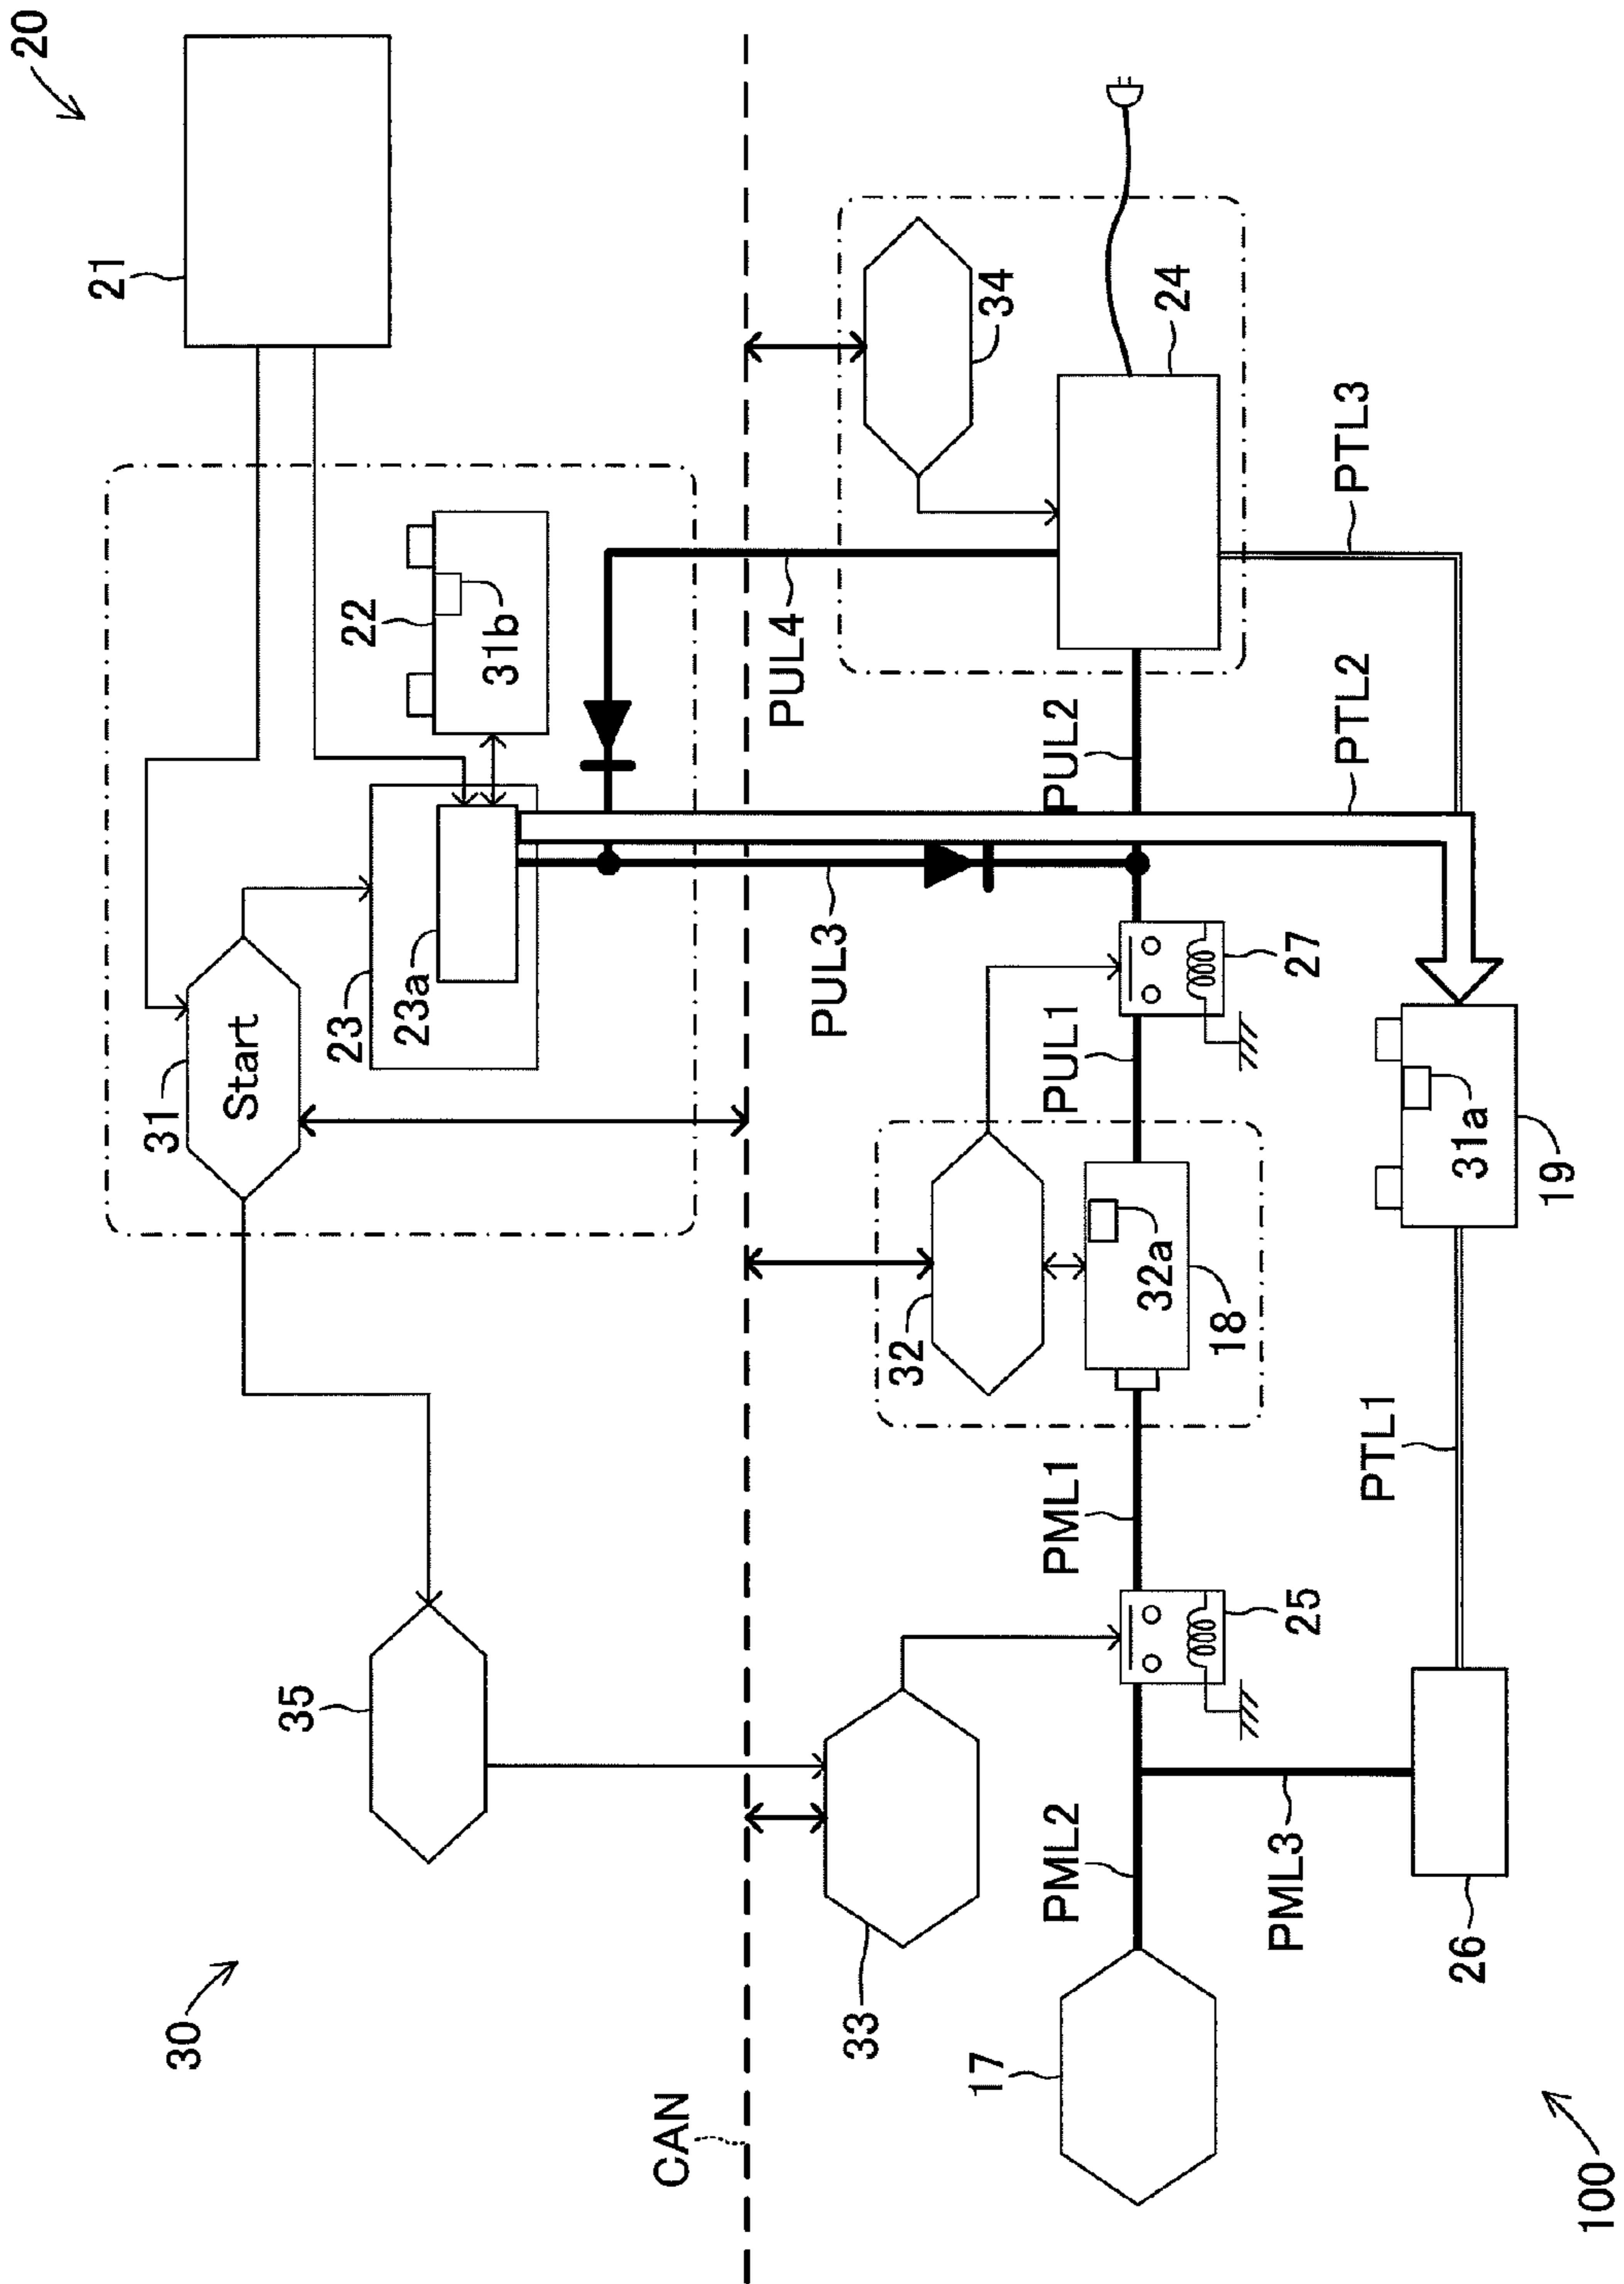 20
21
30
31
Start
35
23
23a
22
31b
CAN
PUL3
PUL4
33
32
34
17
PML2
PML1
32a
18
PUL1
PUL2
24
25
27
PML3
26
PTL1
31a
19
PTL2
PTL3
100